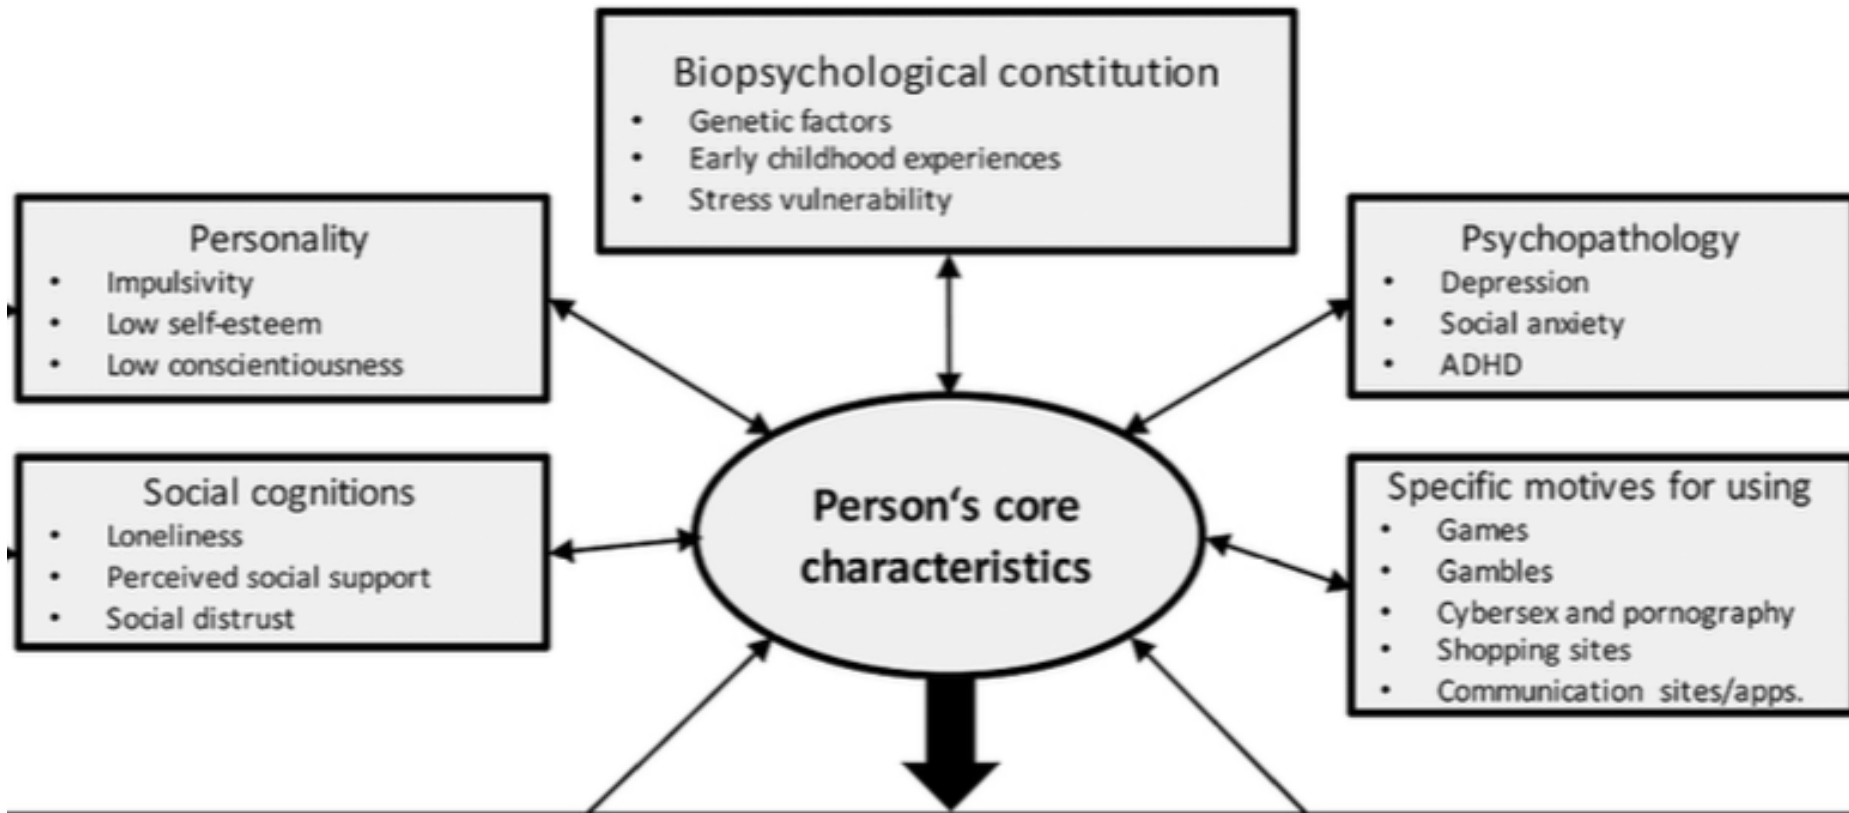 Biopsychological constitution
• Genetic factors
• Early childhood experiences
• Stress vulnerability
Personality
• Impulsivity
• Low self-esteem
• Low conscientiousness
Psychopathology
• Depression
• Social anxiety
• ADHD
Social cognitions
• Loneliness
• Perceived social support
• Social distrust
Person‘s core
characteristics
Specific motives for using
• Games
• Gambles
• Cybersex and pornography
• Shopping sites
• Communication sites/apps.